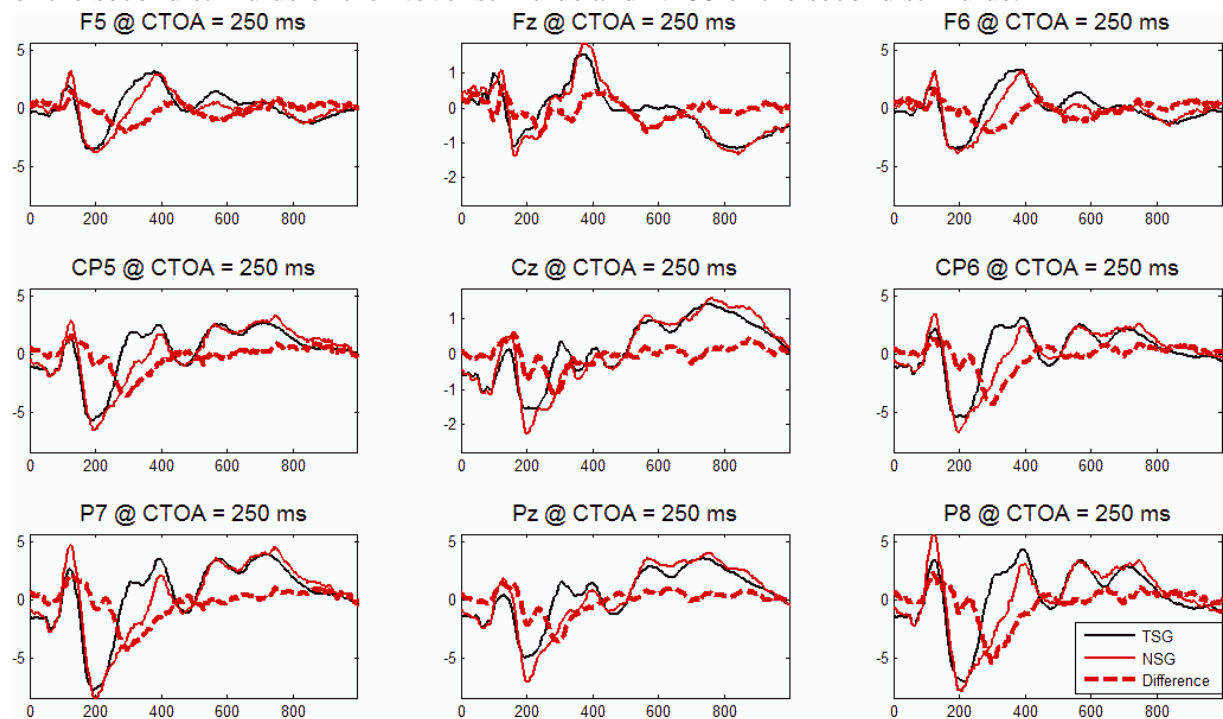 F5 @ CTOA = 250 ms
Fz @ CTOA = 250 ms
F6 @ CTOA = 250 ms
5
0
-5
0 200 400 600 800
1
0
-1
-2
0 200 400 600 800
5
0
-5
0 200 400 600 800
CP5 @ CTOA = 250 ms
Cz @ CTOA = 250 ms
CP6 @ CTOA = 250 ms
5
0
-5
0 200 400 600 800
1
0
-1
-2
0 200 400 600 800
5
0
-5
0 200 400 600 800
P7 @ CTOA = 250 ms
Pz @ CTOA = 250 ms
P8 @ CTOA = 250 ms
5
0
-5
0 200 400 600 800
5
0
-5
0 200 400 600 800
5
0
-5
0 200 400 600 800
TSG
NSG
Difference